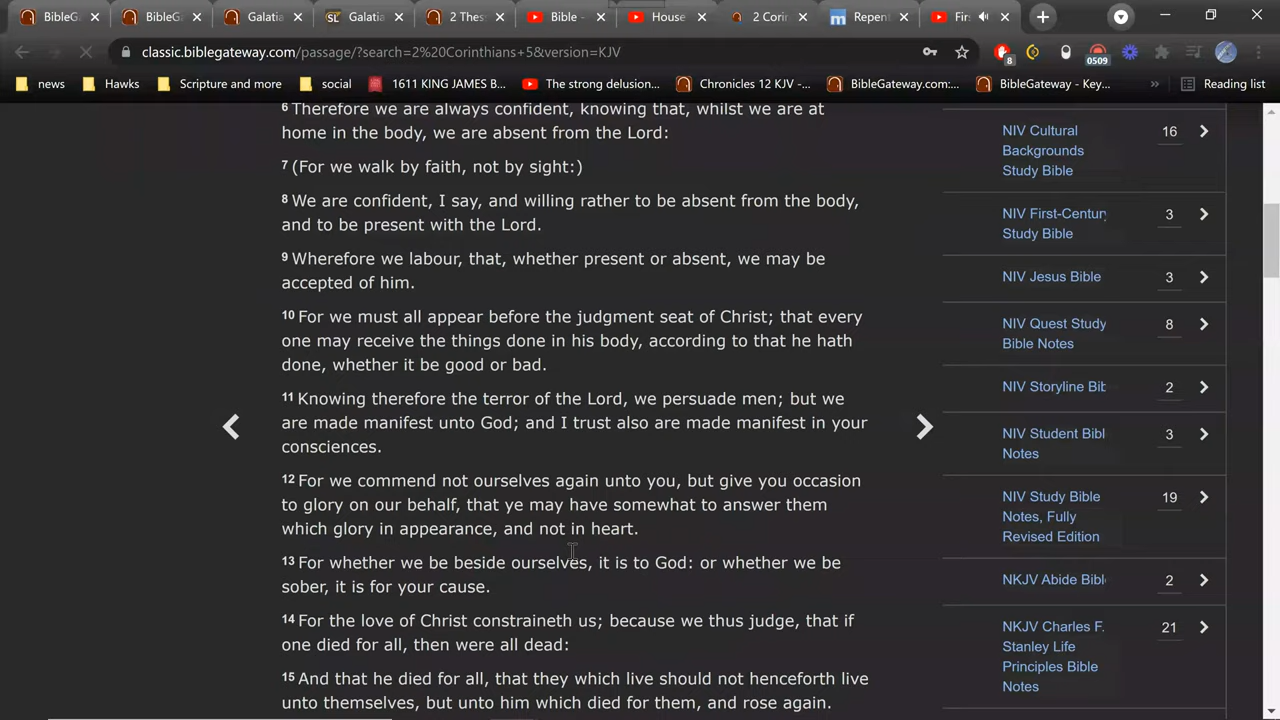 BibleGa
BibleG
Galatia
SL Galatia
2 Thess
Bible -
House
2 Corir
m Repent
Firs
classic.biblegateway.com/passage/?search=2%20Corinthians+5&version=KJV
8
0509
news
Hawks
Scripture and more
social
1611 KING JAMES B...
The strong delusion...
Chronicles 12 KJV -...
BibleGateway.com:...
BibleGateway - Key...
»
Reading list
6 Therefore we are always confident, knowing that, whilst we are at
home in the body, we are absent from the Lord:
7 (For we walk by faith, not by sight:)
8 We are confident, I say, and willing rather to be absent from the body,
and to be present with the Lord.
9 Wherefore we labour, that, whether present or absent, we may be
accepted of him.
10 For we must all appear before the judgment seat of Christ; that every
one may receive the things done in his body, according to that he hath
done, whether it be good or bad.
11 Knowing therefore the terror of the Lord, we persuade men; but we
are made manifest unto God; and I trust also are made manifest in your
consciences.
12 For we commend not ourselves again unto you, but give you occasion
to glory on our behalf, that ye may have somewhat to answer them
which glory in appearance, and not in heart.
13 For whether we be beside ourselves, it is to God: or whether we be
sober, it is for your cause.
14 For the love of Christ constraineth us; because we thus judge, that if
one died for all, then were all dead:
15 And that he died for all, that they which live should not henceforth live
unto themselves, but unto him which died for them, and rose again.
NIV Cultural 16
Backgrounds
Study Bible
NIV First-Century 3
Study Bible
NIV Jesus Bible 3
NIV Quest Study 8
Bible Notes
NIV Storyline Bib 2
NIV Student Bibl 3
Notes
NIV Study Bible 19
Notes, Fully
Revised Edition
NKJV Abide Bibl 2
NKJV Charles F. 21
Stanley Life
Principles Bible
Notes